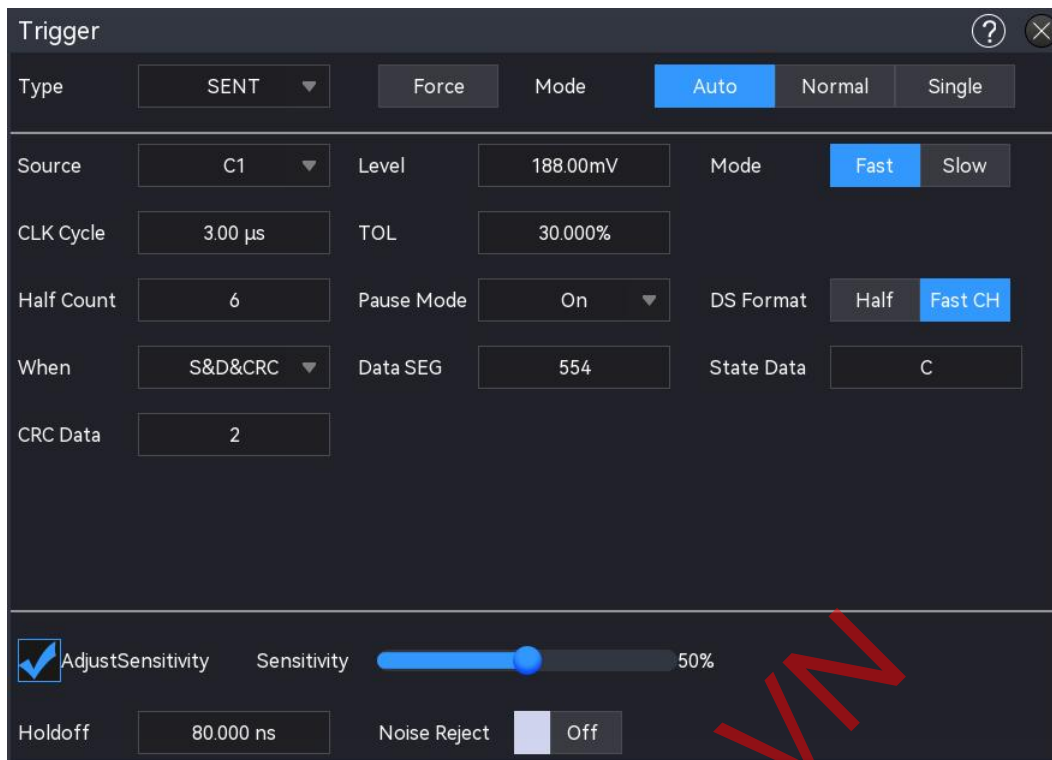 Trigger ?
Type SENT Force Mode Auto Normal Single
Source C1 Level 188.00mV Mode Fast Slow
CLK Cycle 3.00 μs TOL 30.000%
Half Count 6 Pause Mode On DS Format Half Fast CH
When S&D&CRC Data SEG 554 State Data C
CRC Data 2
AdjustSensitivity Sensitivity 50%
Holdoff 80.000 ns Noise Reject Off
VN